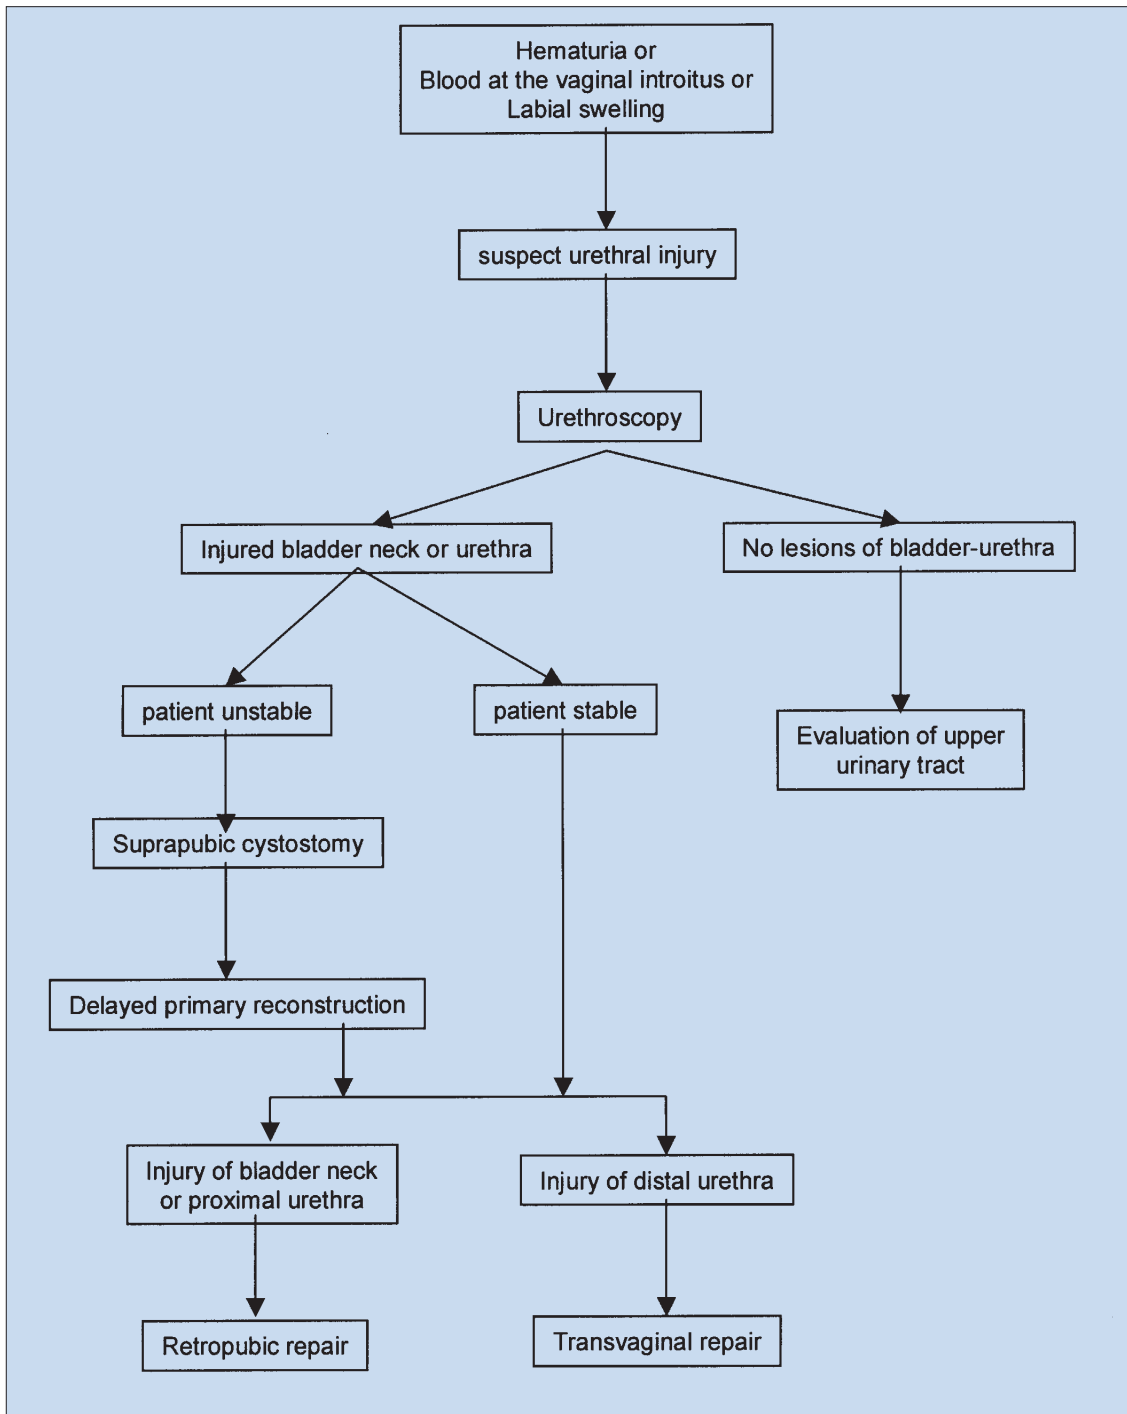 Hematuria or
Blood at the vaginal introitus or
Labial swelling
suspect urethral injury
Urethroscopy
Injured bladder neck or urethra
No lesions of bladder-urethra
patient unstable
patient stable
Evaluation of upper
urinary tract
Suprapubic cystostomy
Delayed primary reconstruction
Injury of bladder neck
or proximal urethra
Injury of distal urethra
Retropubic repair
Transvaginal repair